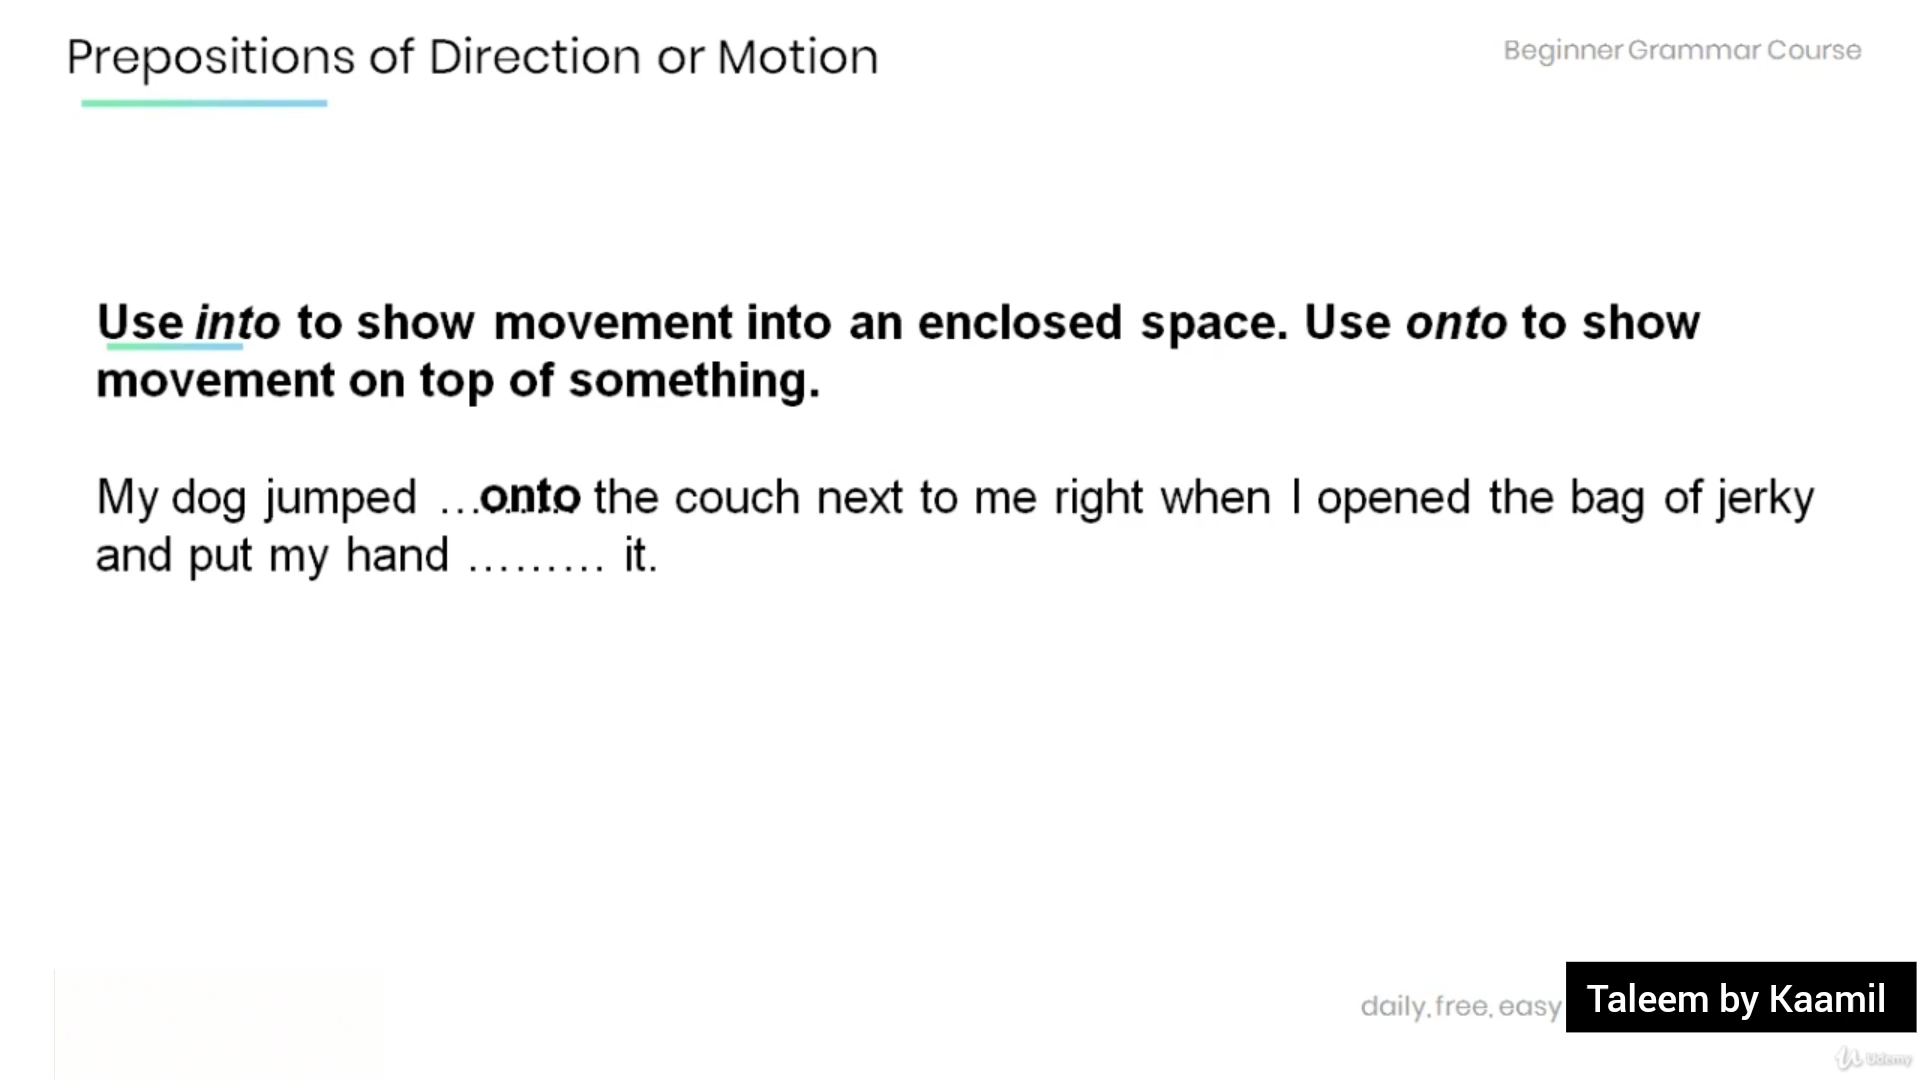 Prepositions of Direction or Motion
Beginner Grammar Course
Use into to show movement into an enclosed space. Use onto to show
movement on top of something.
My dog jumped …onto the couch next to me right when I opened the bag of jerky
and put my hand ……… it.
daily, free, easy
Taleem by Kaamil
Udemy